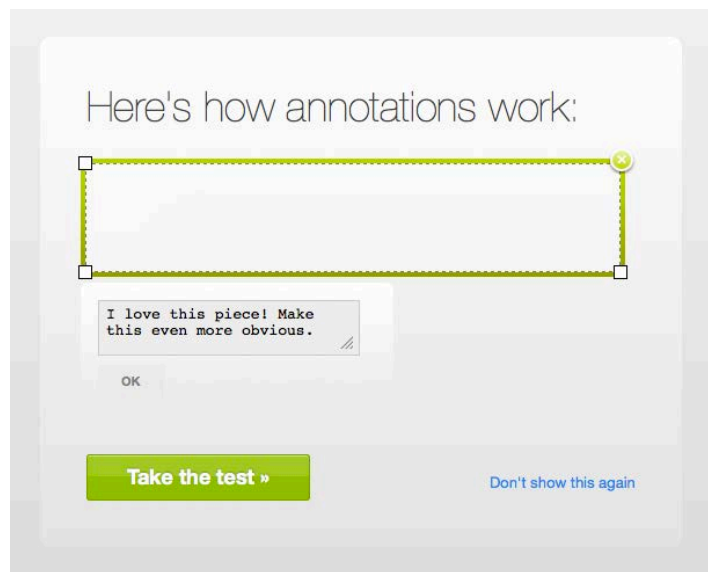 Here's how annotations work:
I love this piece! Make
this even more obvious.
OK
Take the test »
Don't show this again